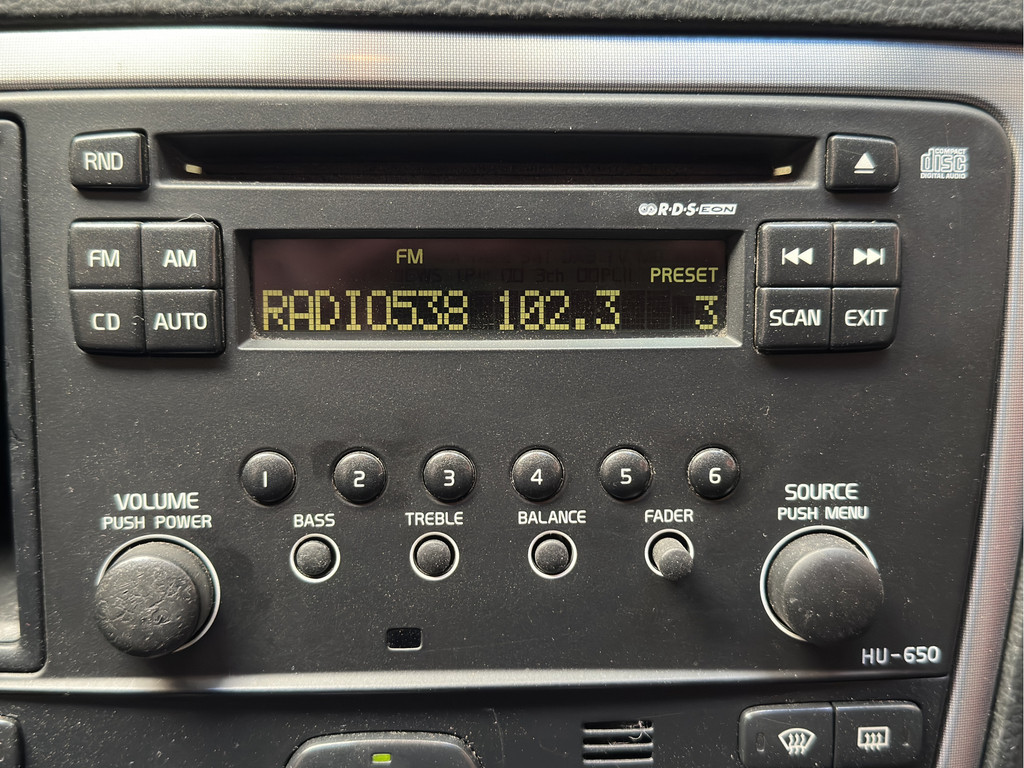 RND
COMPACT
disc
DIGITAL AUDIO
R·D·S EON
FM AM
CD AUTO
FM
PRESET
RADIO538 102.3 3
SCAN EXIT
1 2 3 4 5 6
VOLUME
PUSH POWER
BASS TREBLE BALANCE FADER
SOURCE
PUSH MENU
HU-650